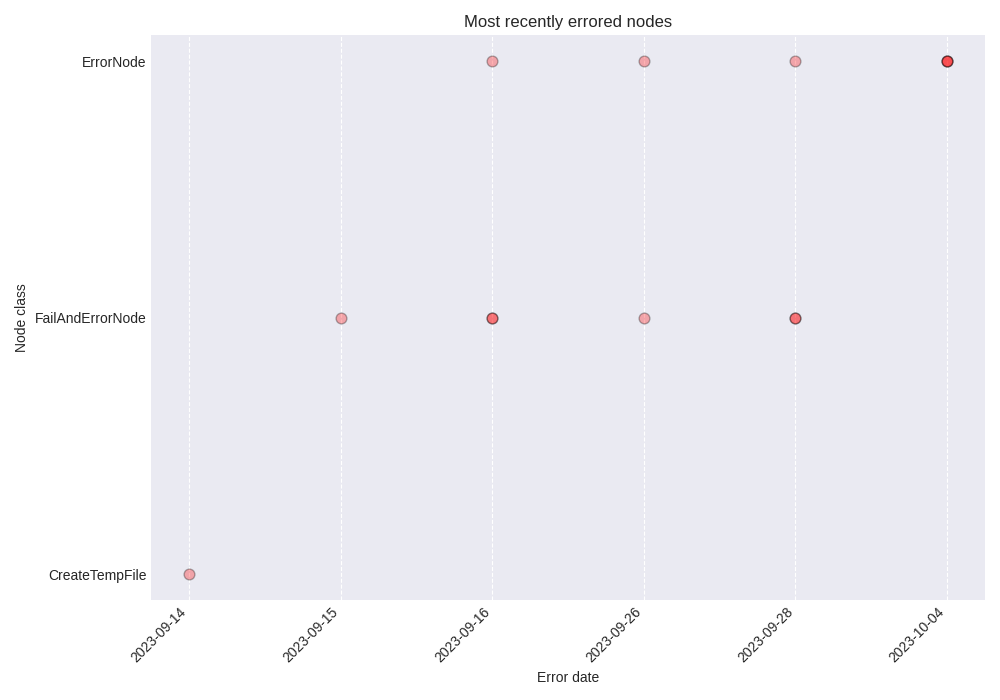 Most recently errored nodes
ErrorNode
FailAndErrorNode
CreateTempFile
Node class
2023-09-14
2023-09-15
2023-09-16
2023-09-26
2023-09-28
2023-10-04
Error date